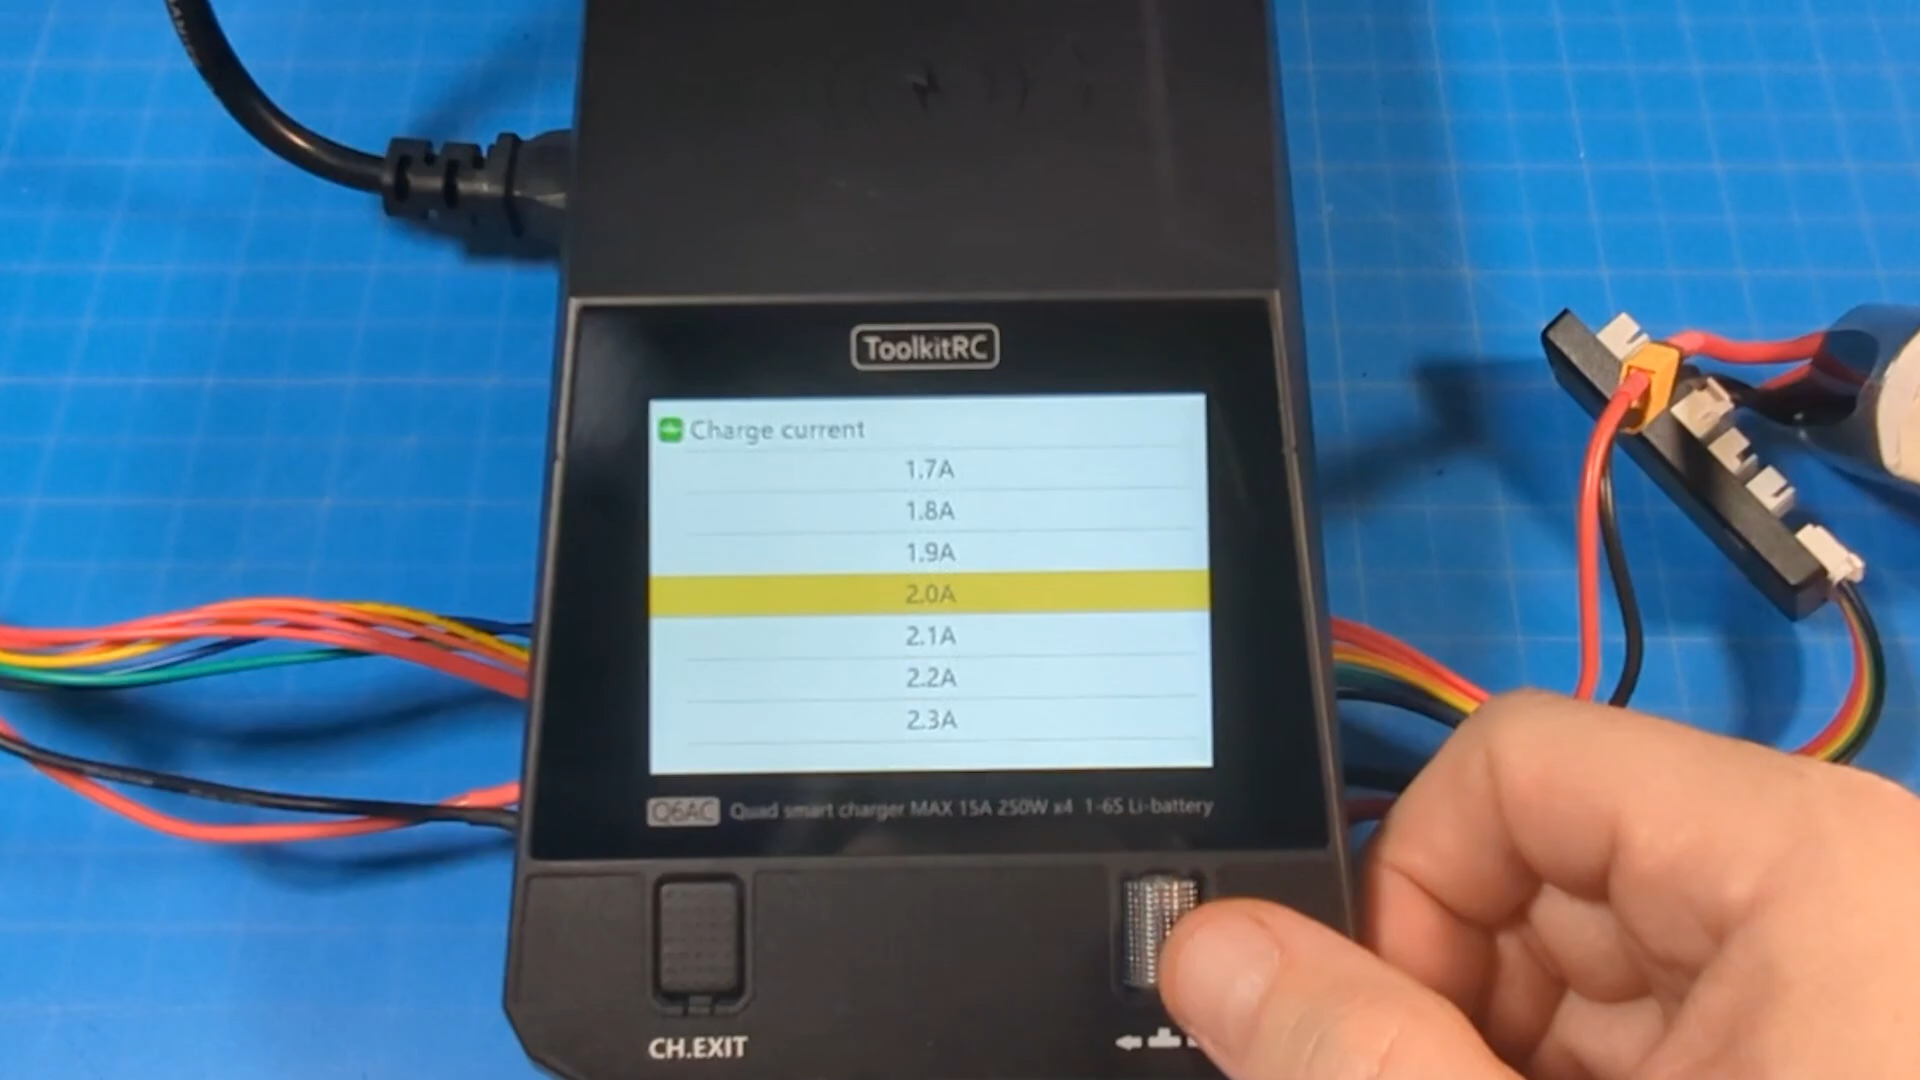 ToolkitRC
Charge current
1.7A
1.8A
1.9A
2.0A
2.1A
2.2A
2.3A
Q6AC Quad smart charger MAX 15A 250W x4 1-6S Li-battery
CH.EXIT